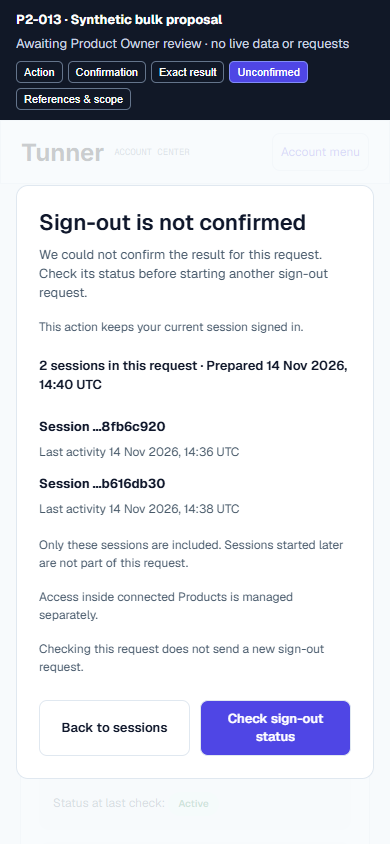 P2-013 · Synthetic bulk proposal
Awaiting Product Owner review · no live data or requests
Action
Confirmation
Exact result
Unconfirmed
References & scope
Tunner
ACCOUNT CENTER
Account menu
Sign-out is not confirmed
We could not confirm the result for this request.
Check its status before starting another sign-out
request.
This action keeps your current session signed in.
2 sessions in this request · Prepared 14 Nov 2026,
14:40 UTC
Session …8fb6c920
Last activity 14 Nov 2026, 14:36 UTC
Session …b616db30
Last activity 14 Nov 2026, 14:38 UTC
Only these sessions are included. Sessions started later
are not part of this request.
Access inside connected Products is managed
separately.
Checking this request does not send a new sign-out
request.
Back to sessions
Check sign-out
status
Status at last check:
Active